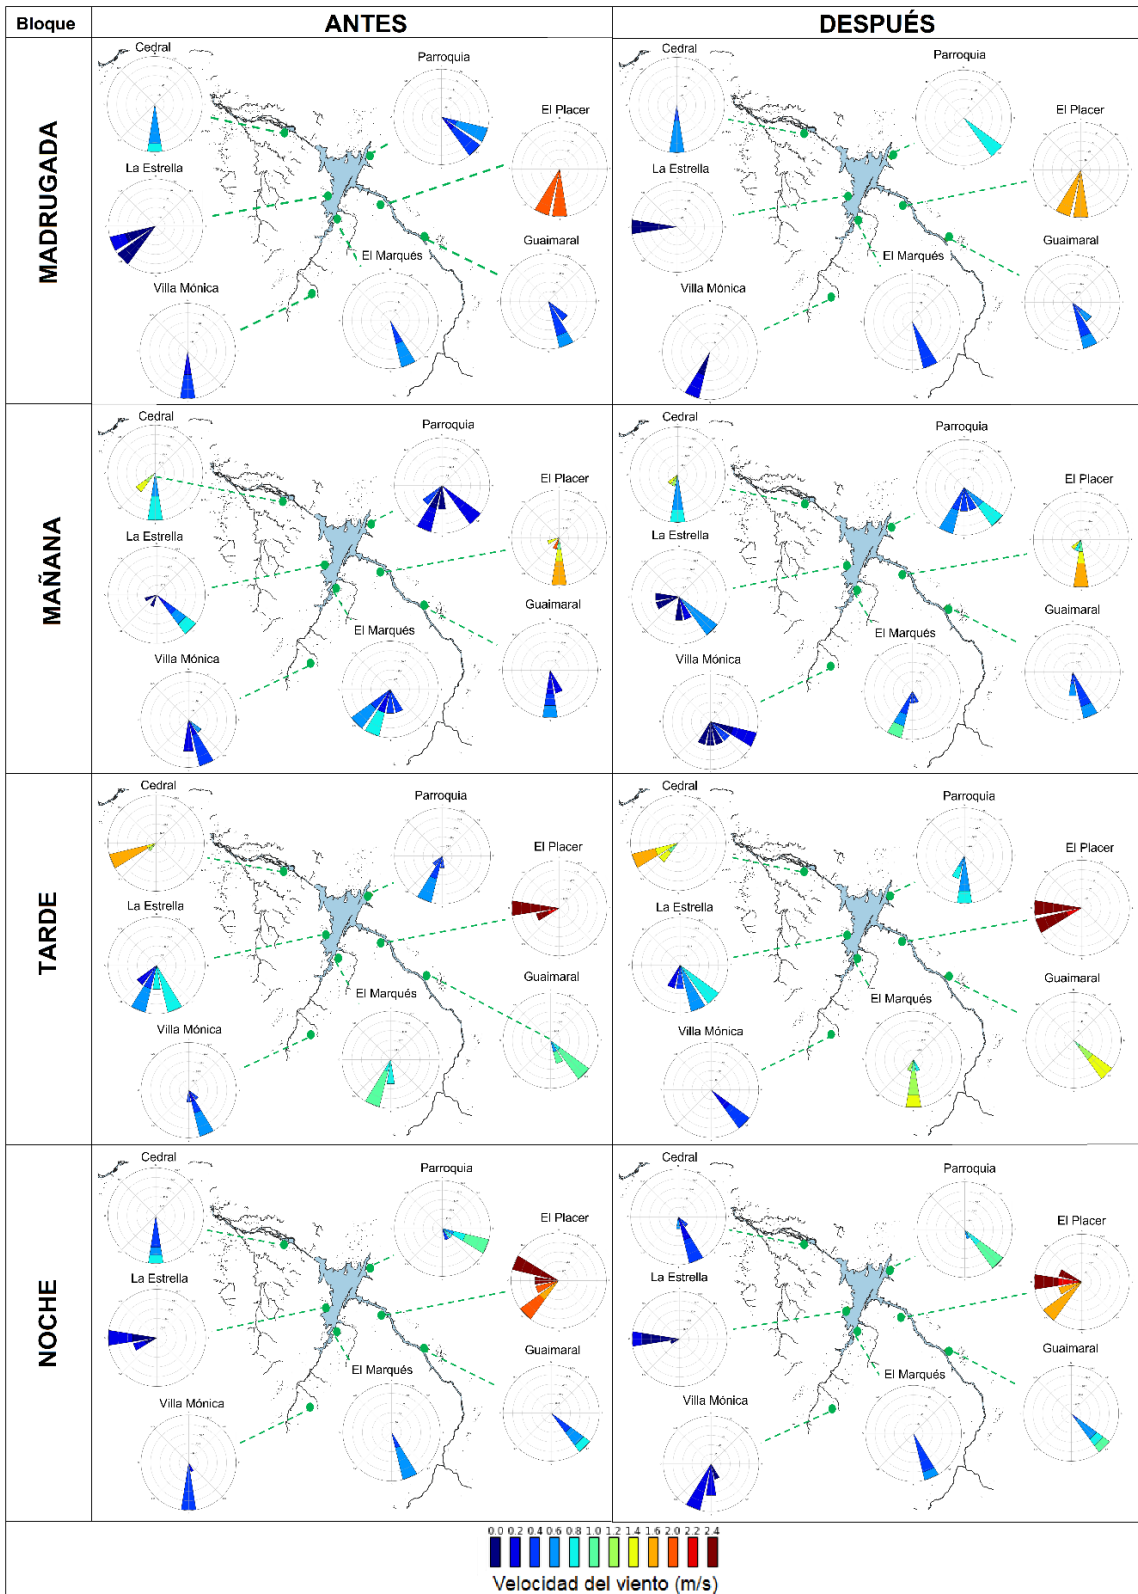 Bloque ANTES DESPUÉS
MADRUGADA
Cedral
Parroquia
El Placer
La Estrella
Guaimaral
El Marqués
Villa Mónica
Cedral
Parroquia
El Placer
La Estrella
Guaimaral
El Marqués
Villa Mónica
MAÑANA
Cedral
Parroquia
El Placer
La Estrella
Guaimaral
El Marqués
Villa Mónica
Cedral
Parroquia
El Placer
La Estrella
Guaimaral
El Marqués
Villa Mónica
TARDE
Cedral
Parroquia
El Placer
La Estrella
Guaimaral
El Marqués
Villa Mónica
Cedral
Parroquia
El Placer
La Estrella
Guaimaral
El Marqués
Villa Mónica
NOCHE
Cedral
Parroquia
El Placer
La Estrella
Guaimaral
El Marqués
Villa Mónica
Cedral
Parroquia
El Placer
La Estrella
Guaimaral
El Marqués
Villa Mónica
0.0 0.2 0.4 0.6 0.8 1.0 1.2 1.4 1.6 2.0 2.2 2.4
Velocidad del viento (m/s)